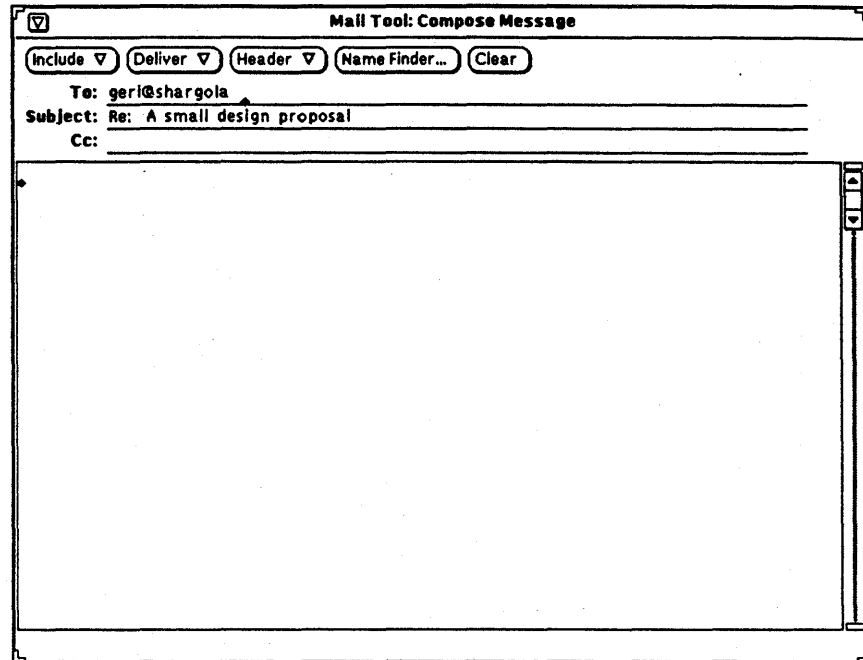 Mail Tool: Compose Message
Include Deliver Header Name Finder... Clear
To: geri@shargola
Subject: Re: A small design proposal
Cc: